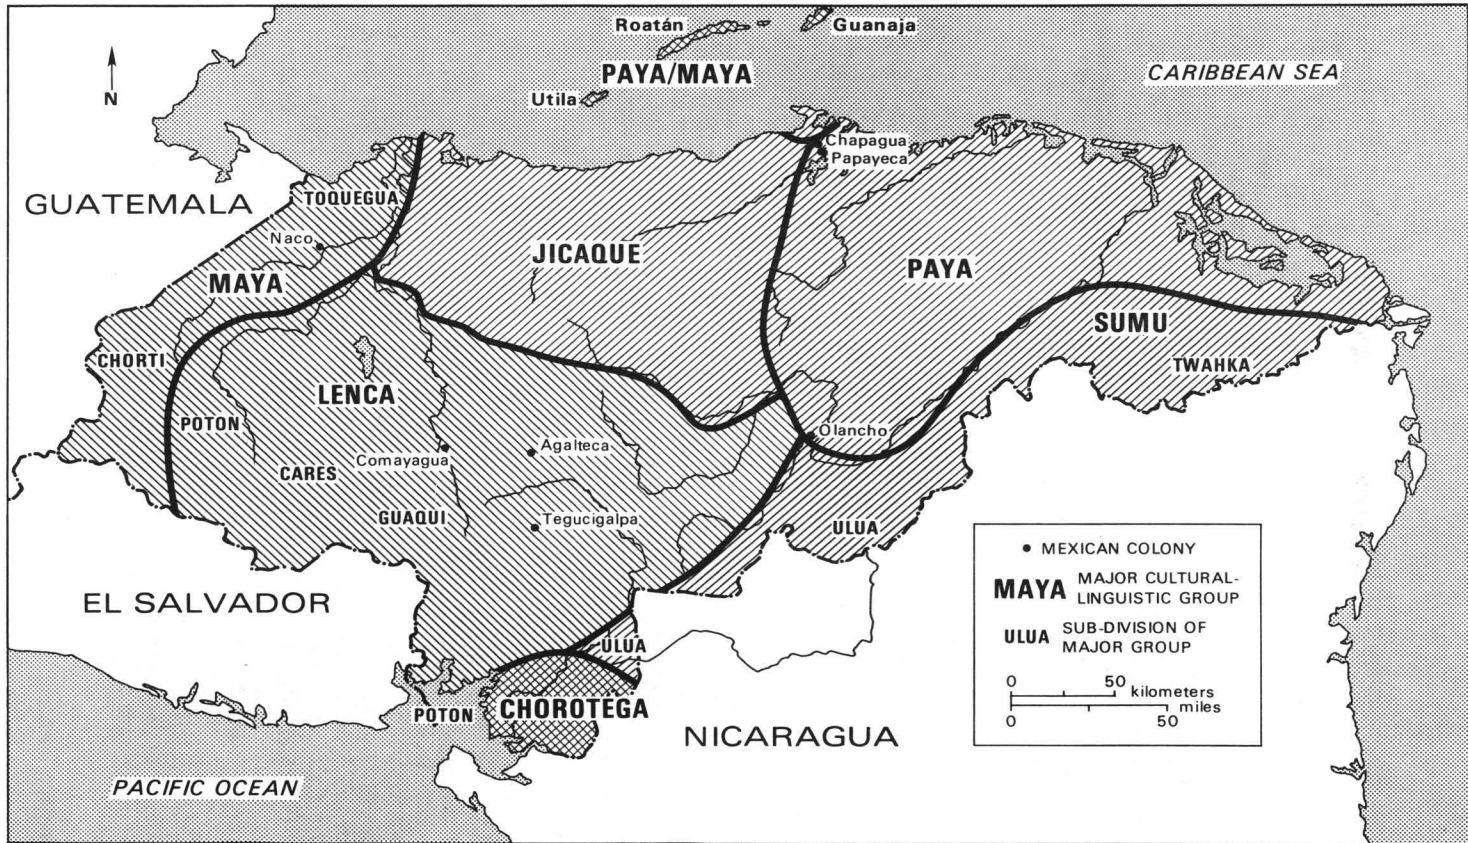 Roatán
Guanaja
PAYA/MAYA
CARIBBEAN SEA
N
Utila
Chapagua
Papayeca
GUATEMALA
TOQUEGUA
Naco
JICAQUE
PAYA
MAYA
SUMU
CHORTI
TWAHKA
LENCA
POTON
Olancho
Agalteca
Comayagua
CARES
GUAQUI
Tegucigalpa
ULUA
EL SALVADOR
ULUA
POTON
CHOROTEGA
NICARAGUA
PACIFIC OCEAN
MEXICAN COLONY
MAYA MAJOR CULTURAL-
LINGUISTIC GROUP
ULUA SUB-DIVISION OF
MAJOR GROUP
0 50 kilometers
0 50 miles